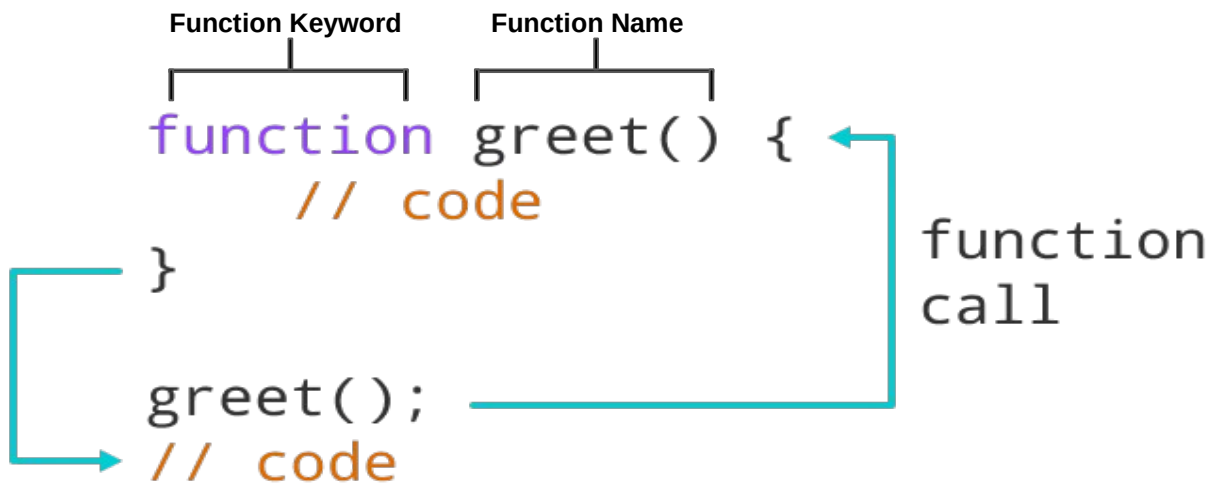 Function Keyword Function Name
function greet() {
// code
}
function
call
greet();
// code